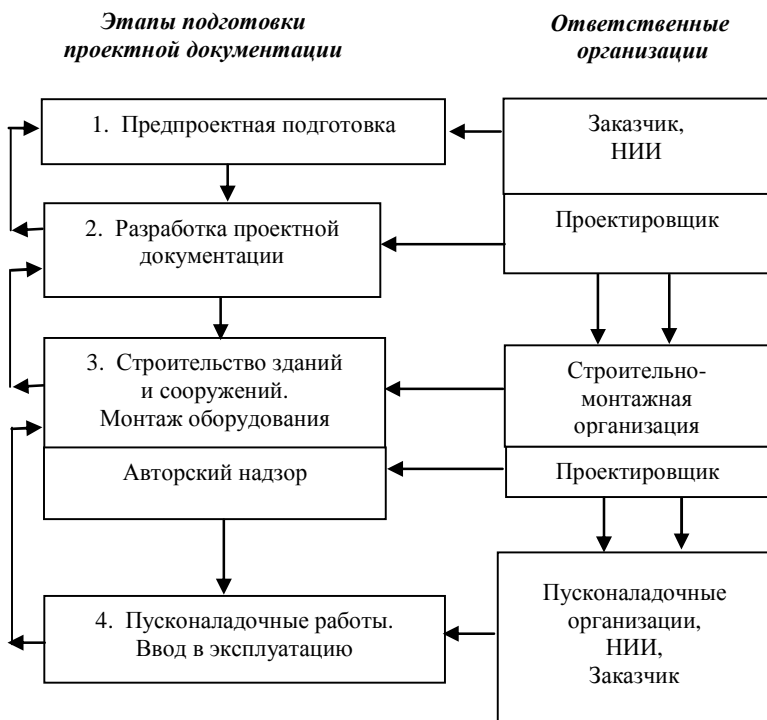 Этапы подготовки
проектной документации
Ответственные
организации
1. Предпроектная подготовка
Заказчик,
НИИ
2. Разработка проектной
документации
Проектировщик
3. Строительство зданий
и сооружений.
Монтаж оборудования
Строительно-
монтажная
организация
Авторский надзор
Проектировщик
4. Пусконаладочные работы.
Ввод в эксплуатацию
Пусконаладочные
организации,
НИИ,
Заказчик